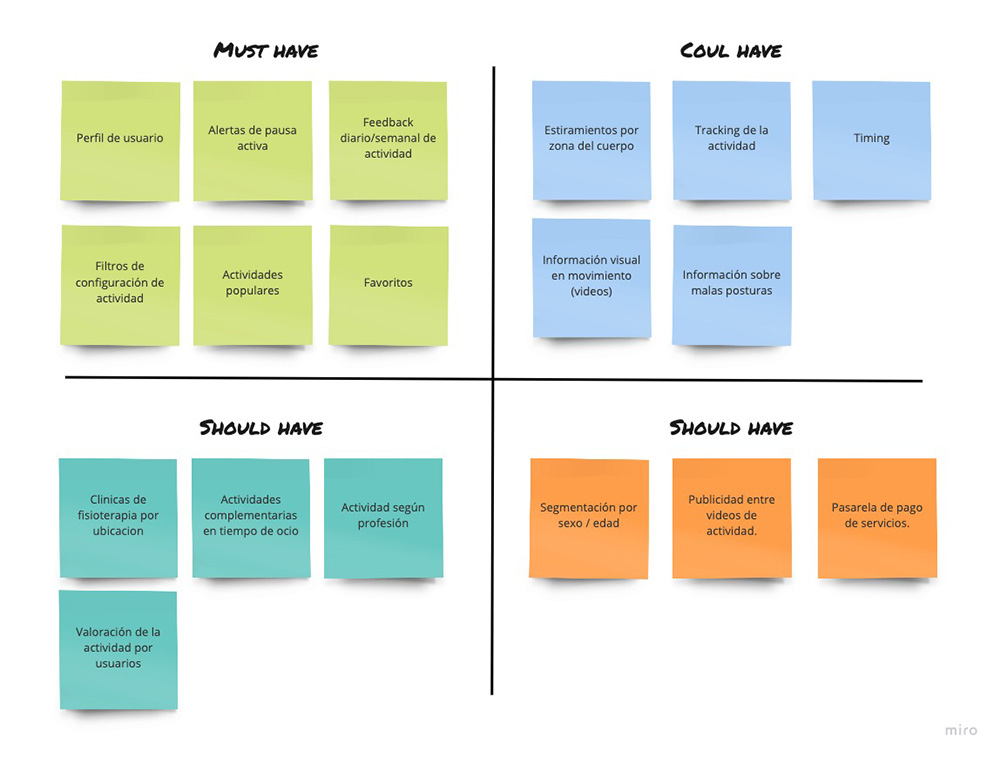 MUST HAVE
Perfil de usuario
Alertas de pausa
activa
Feedback
diario/semanal de
actividad
Filtros de
configuración de
actividad
Actividades
populares
Favoritos
COUL HAVE
Estiramientos por
zona del cuerpo
Tracking de la
actividad
Timing
Información visual
en movimiento
(videos)
Información sobre
malas posturas
SHOULD HAVE
Clinicas de
fisioterapia por
ubicacion
Actividades
complementarias
en tiempo de ocio
Actividad según
profesión
Valoración de la
actividad por
usuarios
SHOULD HAVE
Segmentación por
sexo / edad
Publicidad entre
videos de
actividad.
Pasarela de pago
de servicios.
miro